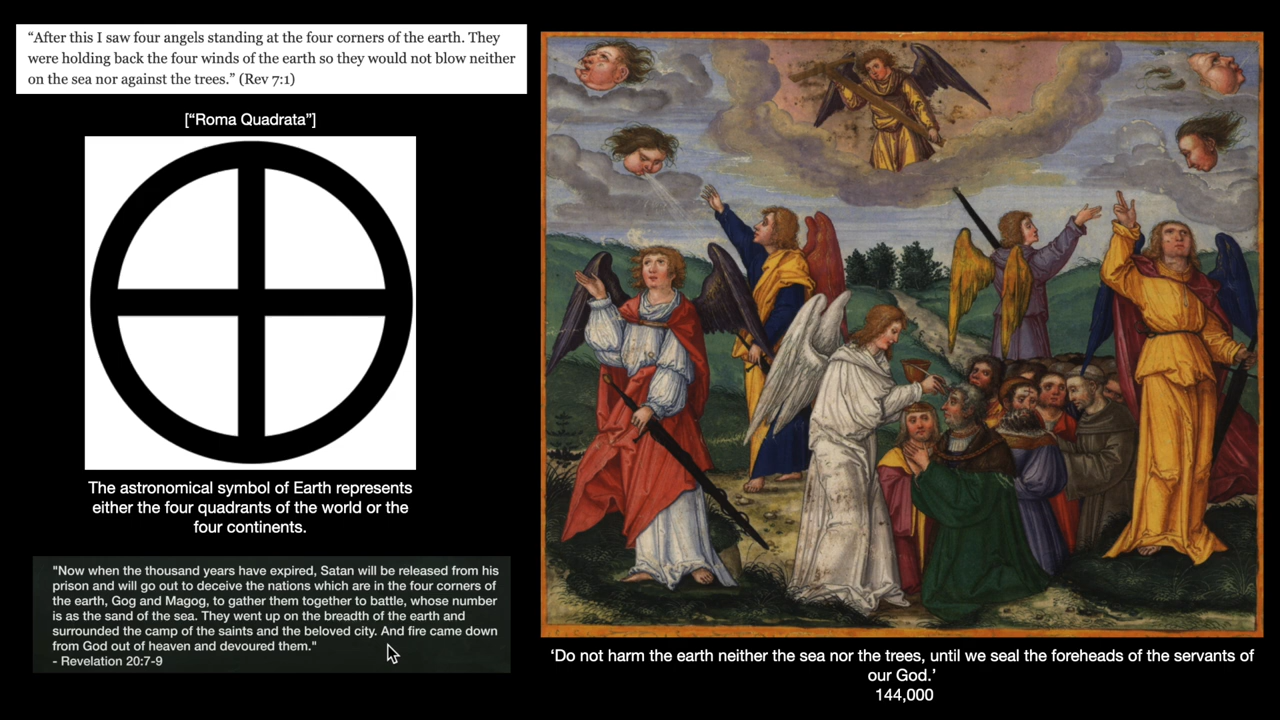 “After this I saw four angels standing at the four corners of the earth. They
were holding back the four winds of the earth so they would not blow neither
on the sea nor against the trees.” (Rev 7:1)
[“Roma Quadrata”]
The astronomical symbol of Earth represents
either the four quadrants of the world or the
four continents.
"Now when the thousand years have expired, Satan will be released from his
prison and will go out to deceive the nations which are in the four corners of
the earth, Gog and Magog, to gather them together to battle, whose number
is as the sand of the sea. They went up on the breadth of the earth and
surrounded the camp of the saints and the beloved city. And fire came down
from God out of heaven and devoured them."
- Revelation 20:7-9
‘Do not harm the earth neither the sea nor the trees, until we seal the foreheads of the servants of
our God.’
144,000